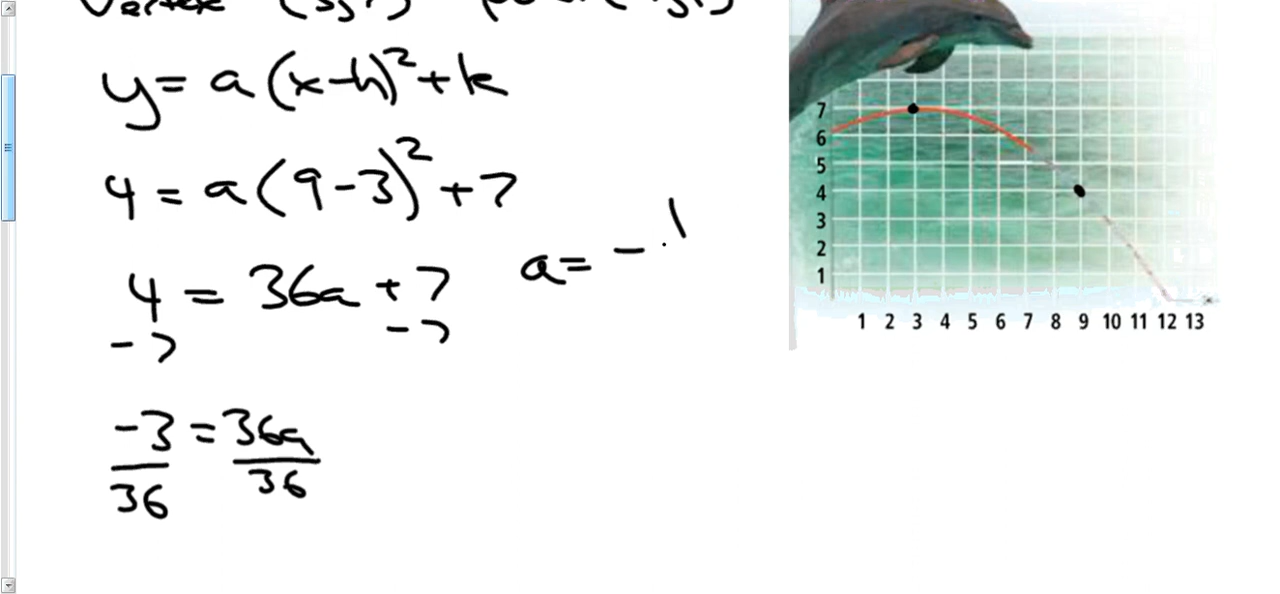 y = a(x-h)² + k
4 = a(9-3)² + 7
4 = 36a + 7
-7 -7
-3 = 36a
36 36
a = - 1
7
6
5
4
3
2
1
1 2 3 4 5 6 7 8 9 10 11 12 13